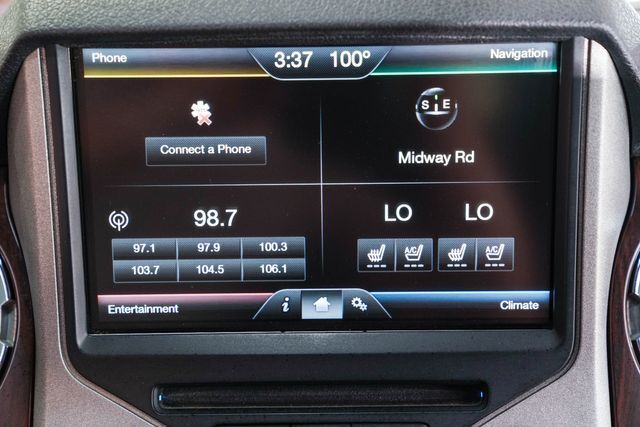 Phone
3:37 100°
Navigation
Connect a Phone
S E
Midway Rd
98.7
97.1 97.9 100.3
103.7 104.5 106.1
LO LO
A/C A/C
Entertainment
i
Climate